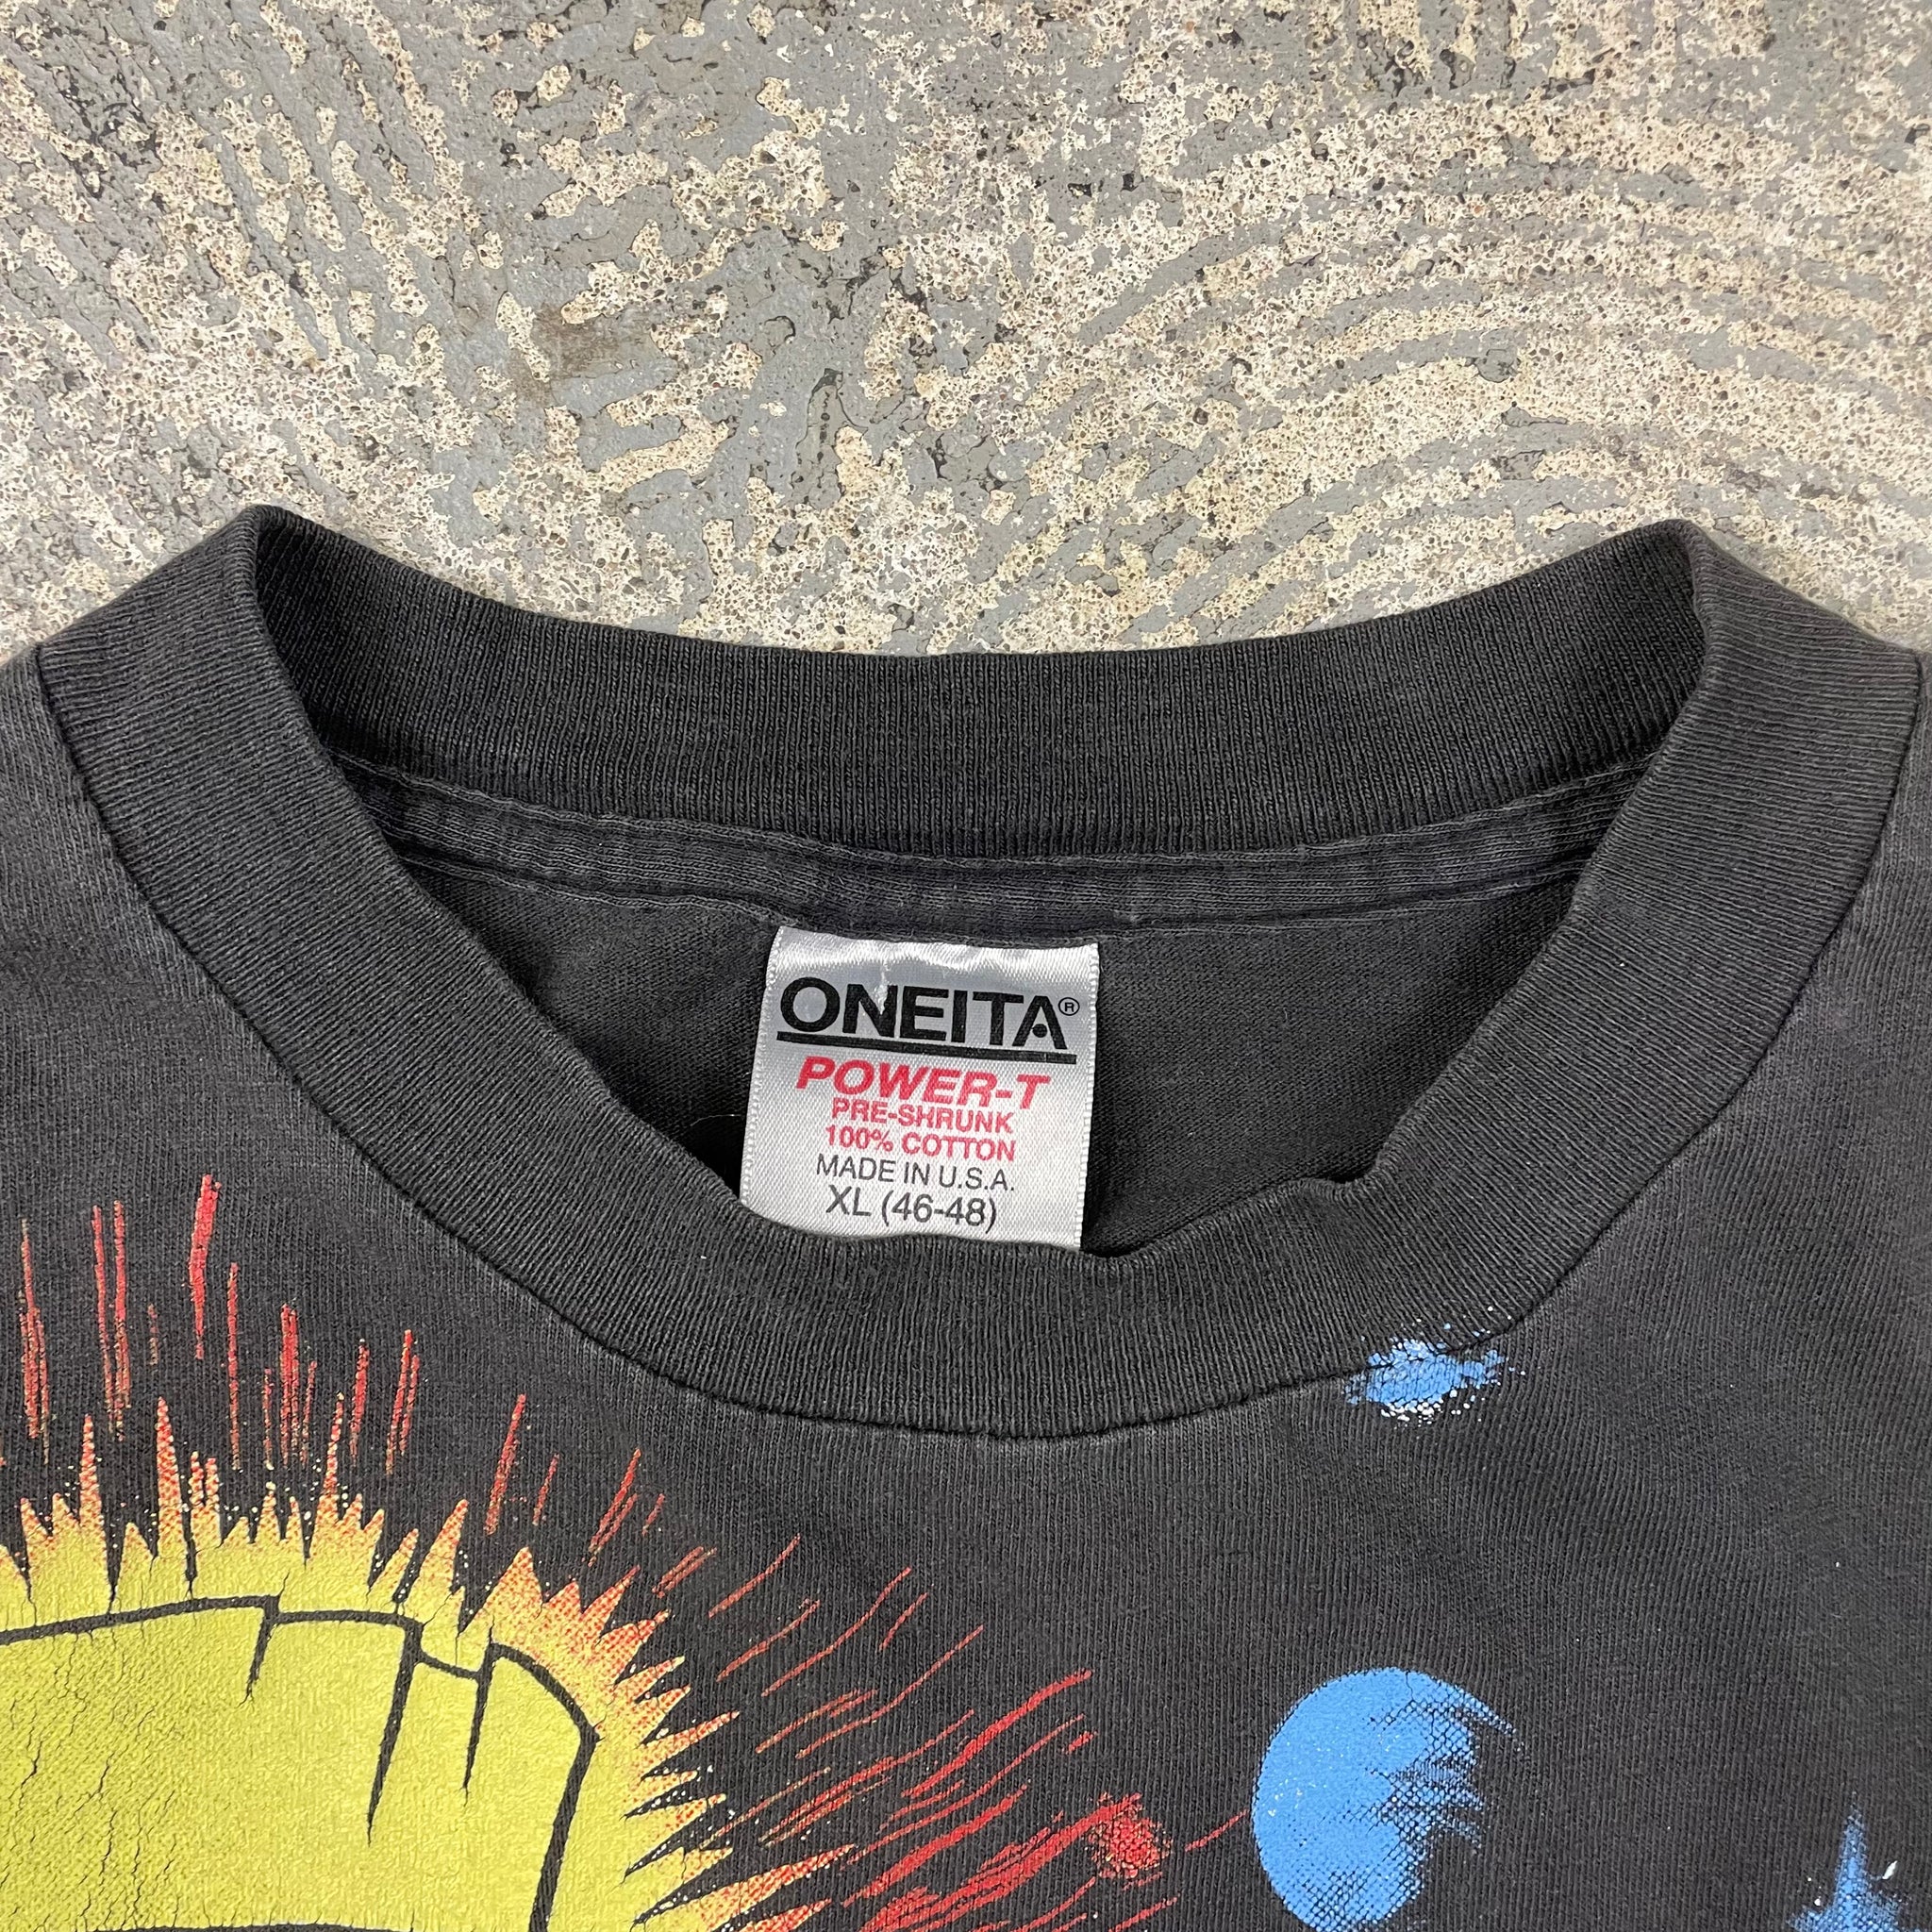 ONEITA®
POWER-T
PRE-SHRUNK
100% COTTON
MADE IN U.S.A.
XL (46-48)